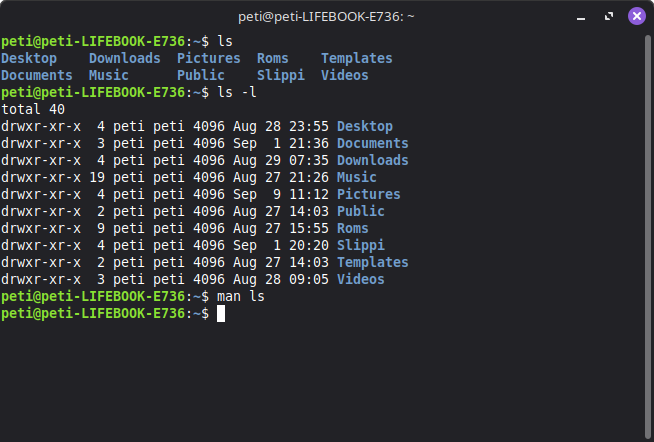 peti@peti-LIFEBOOK-E736: ~
peti@peti-LIFEBOOK-E736:~$ ls
Desktop    Downloads  Pictures  Roms    Templates
Documents  Music      Public    Slippi  Videos
peti@peti-LIFEBOOK-E736:~$ ls -l
total 40
drwxr-xr-x  4 peti peti 4096 Aug 28 23:55 Desktop
drwxr-xr-x  3 peti peti 4096 Sep  1 21:36 Documents
drwxr-xr-x  4 peti peti 4096 Aug 29 07:35 Downloads
drwxr-xr-x 19 peti peti 4096 Aug 27 21:26 Music
drwxr-xr-x  4 peti peti 4096 Sep  9 11:12 Pictures
drwxr-xr-x  2 peti peti 4096 Aug 27 14:03 Public
drwxr-xr-x  9 peti peti 4096 Aug 27 15:55 Roms
drwxr-xr-x  4 peti peti 4096 Sep  1 20:20 Slippi
drwxr-xr-x  2 peti peti 4096 Aug 27 14:03 Templates
drwxr-xr-x  3 peti peti 4096 Aug 28 09:05 Videos
peti@peti-LIFEBOOK-E736:~$ man ls
peti@peti-LIFEBOOK-E736:~$